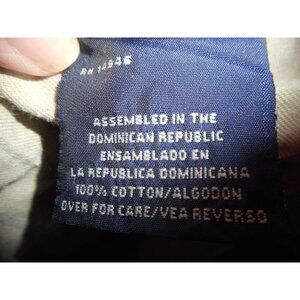 RN 14946
ASSEMBLED IN THE
DOMINICAN REPUBLIC
ENSAMBLADO EN
LA REPUBLICA DOMINICANA
100% COTTON/ALGODON
OVER FOR CARE/VEA REVERSO